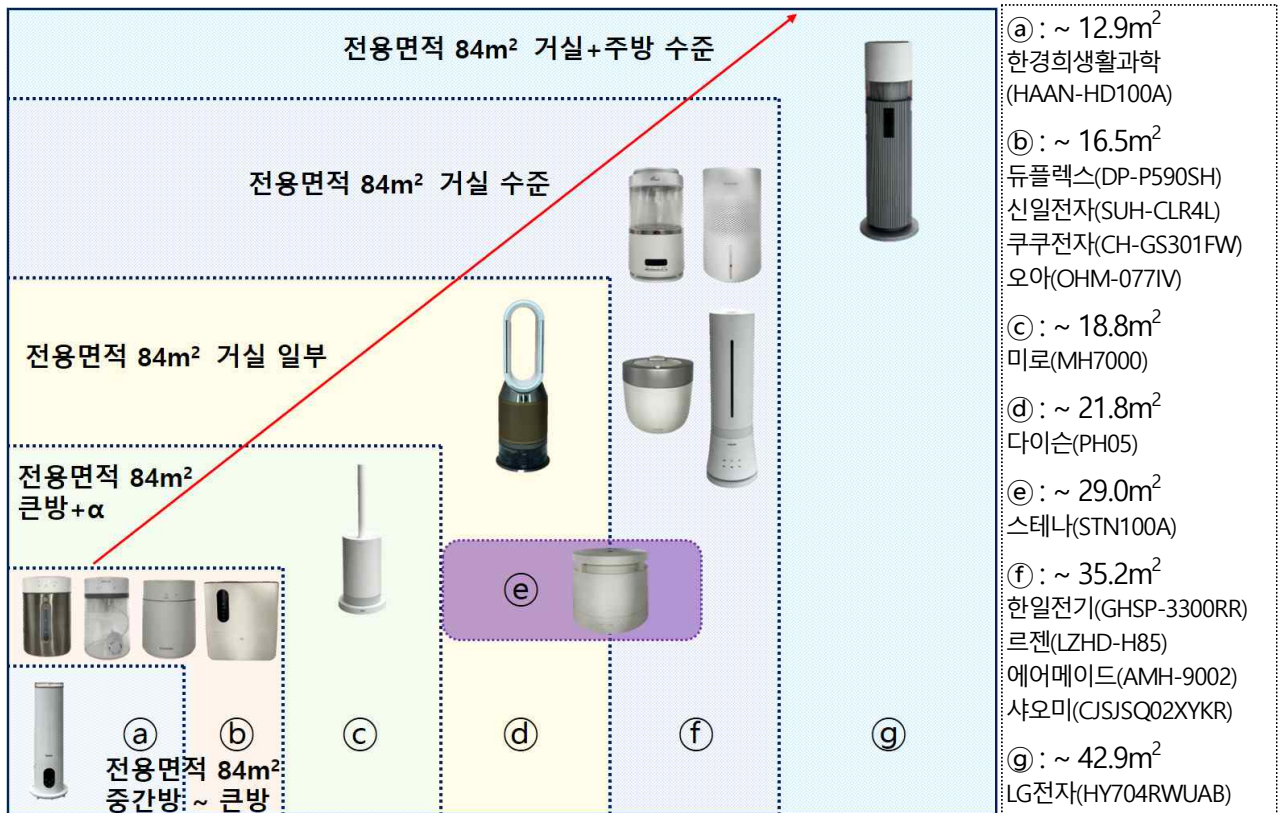 전용면적 84m² 거실+주방 수준
전용면적 84m² 거실 수준
전용면적 84m² 거실 일부
전용면적 84m²
큰방+α
ⓔ
ⓐ
ⓑ
ⓒ
ⓓ
ⓕ
ⓖ
전용면적 84m²
중간방 ~ 큰방
ⓐ : ~ 12.9m²
한경희생활과학
(HAAN-HD100A)
ⓑ : ~ 16.5m²
듀플렉스(DP-P590SH)
신일전자(SUH-CLR4L)
쿠쿠전자(CH-GS301FW)
오아(OHM-077IV)
ⓒ : ~ 18.8m²
미로(MH7000)
ⓓ : ~ 21.8m²
다이슨(PH05)
ⓔ : ~ 29.0m²
스테나(STN100A)
ⓕ : ~ 35.2m²
한일전기(GHSP-3300RR)
르젠(LZHD-H85)
에어메이드(AMH-9002)
샤오미(CJSJSQ02XYKR)
ⓖ : ~ 42.9m²
LG전자(HY704RWUAB)